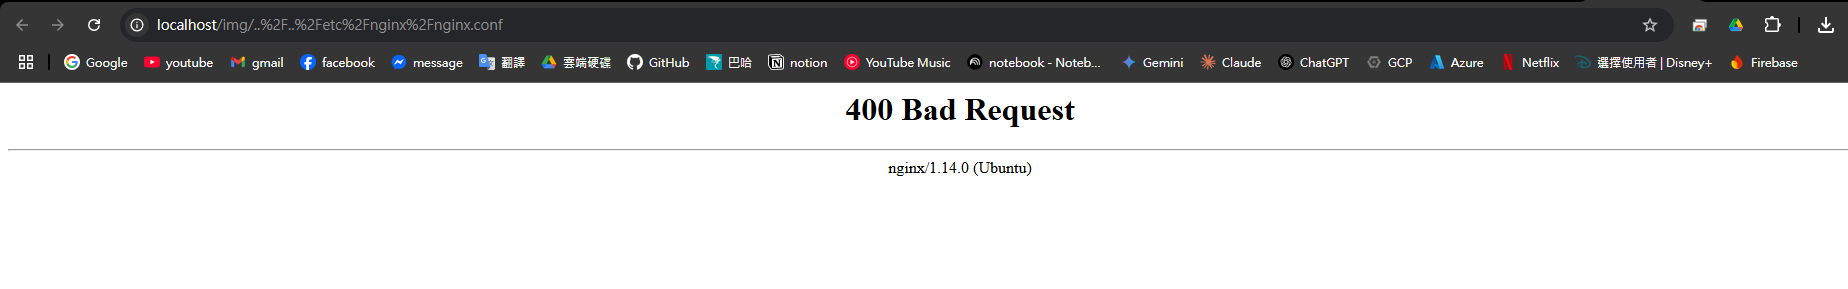 localhost/img/..%2F..%2Fetc%2Fnginx%2Fnginx.conf
Google youtube gmail facebook message 翻譯 雲端硬碟 GitHub 巴哈 notion YouTube Music notebook - Noteb... Gemini Claude ChatGPT GCP Azure Netflix 選擇使用者 | Disney+ Firebase
400 Bad Request
nginx/1.14.0 (Ubuntu)